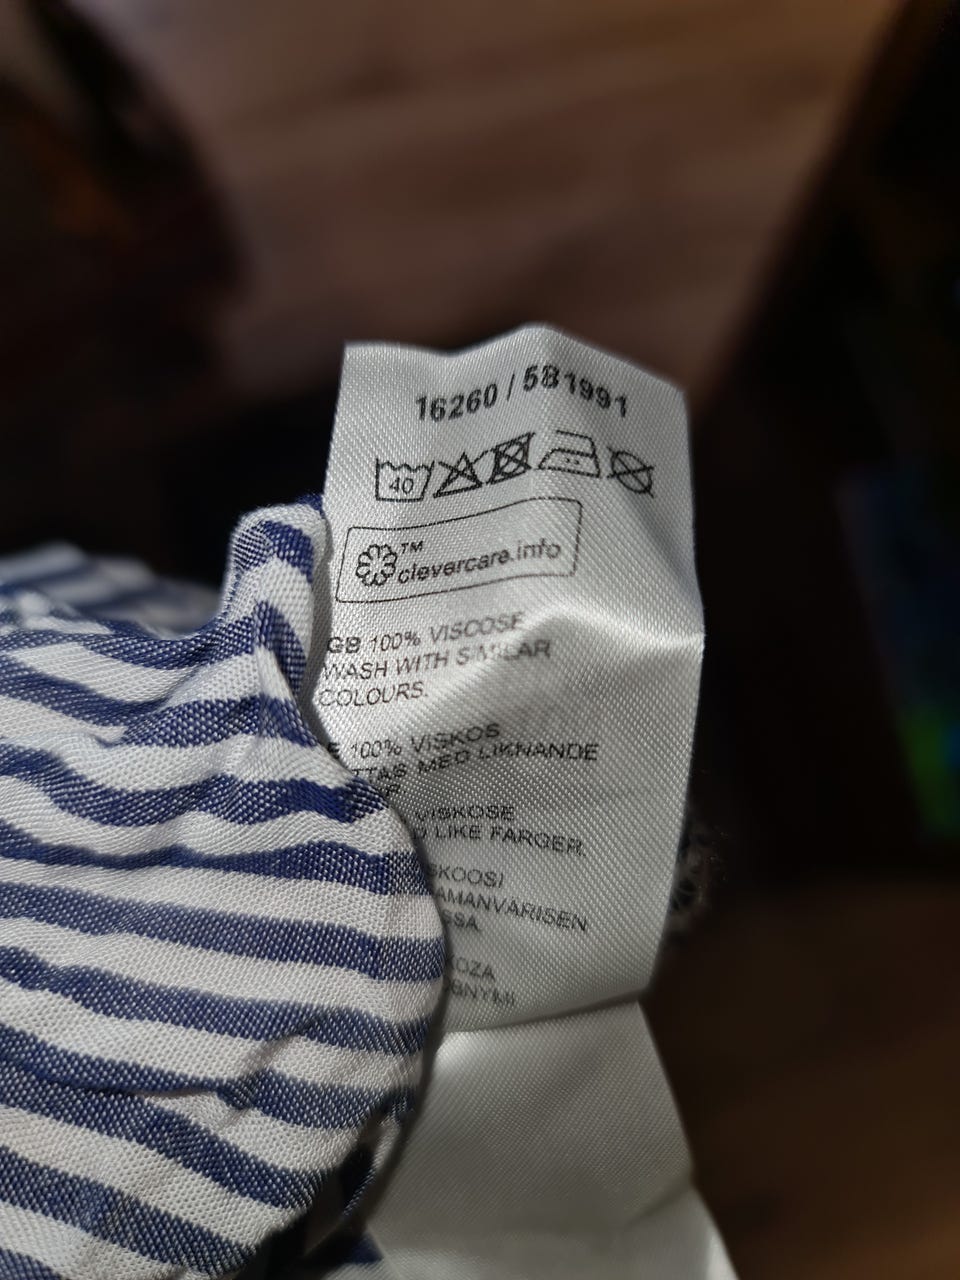 16260 / 581991
40
™
clevercare.info
GB 100% VISCOSE
WASH WITH SIMILAR
COLOURS.
100% VISKOS
MED LIKNANDE
VISKOSE
LIKE FARGER.